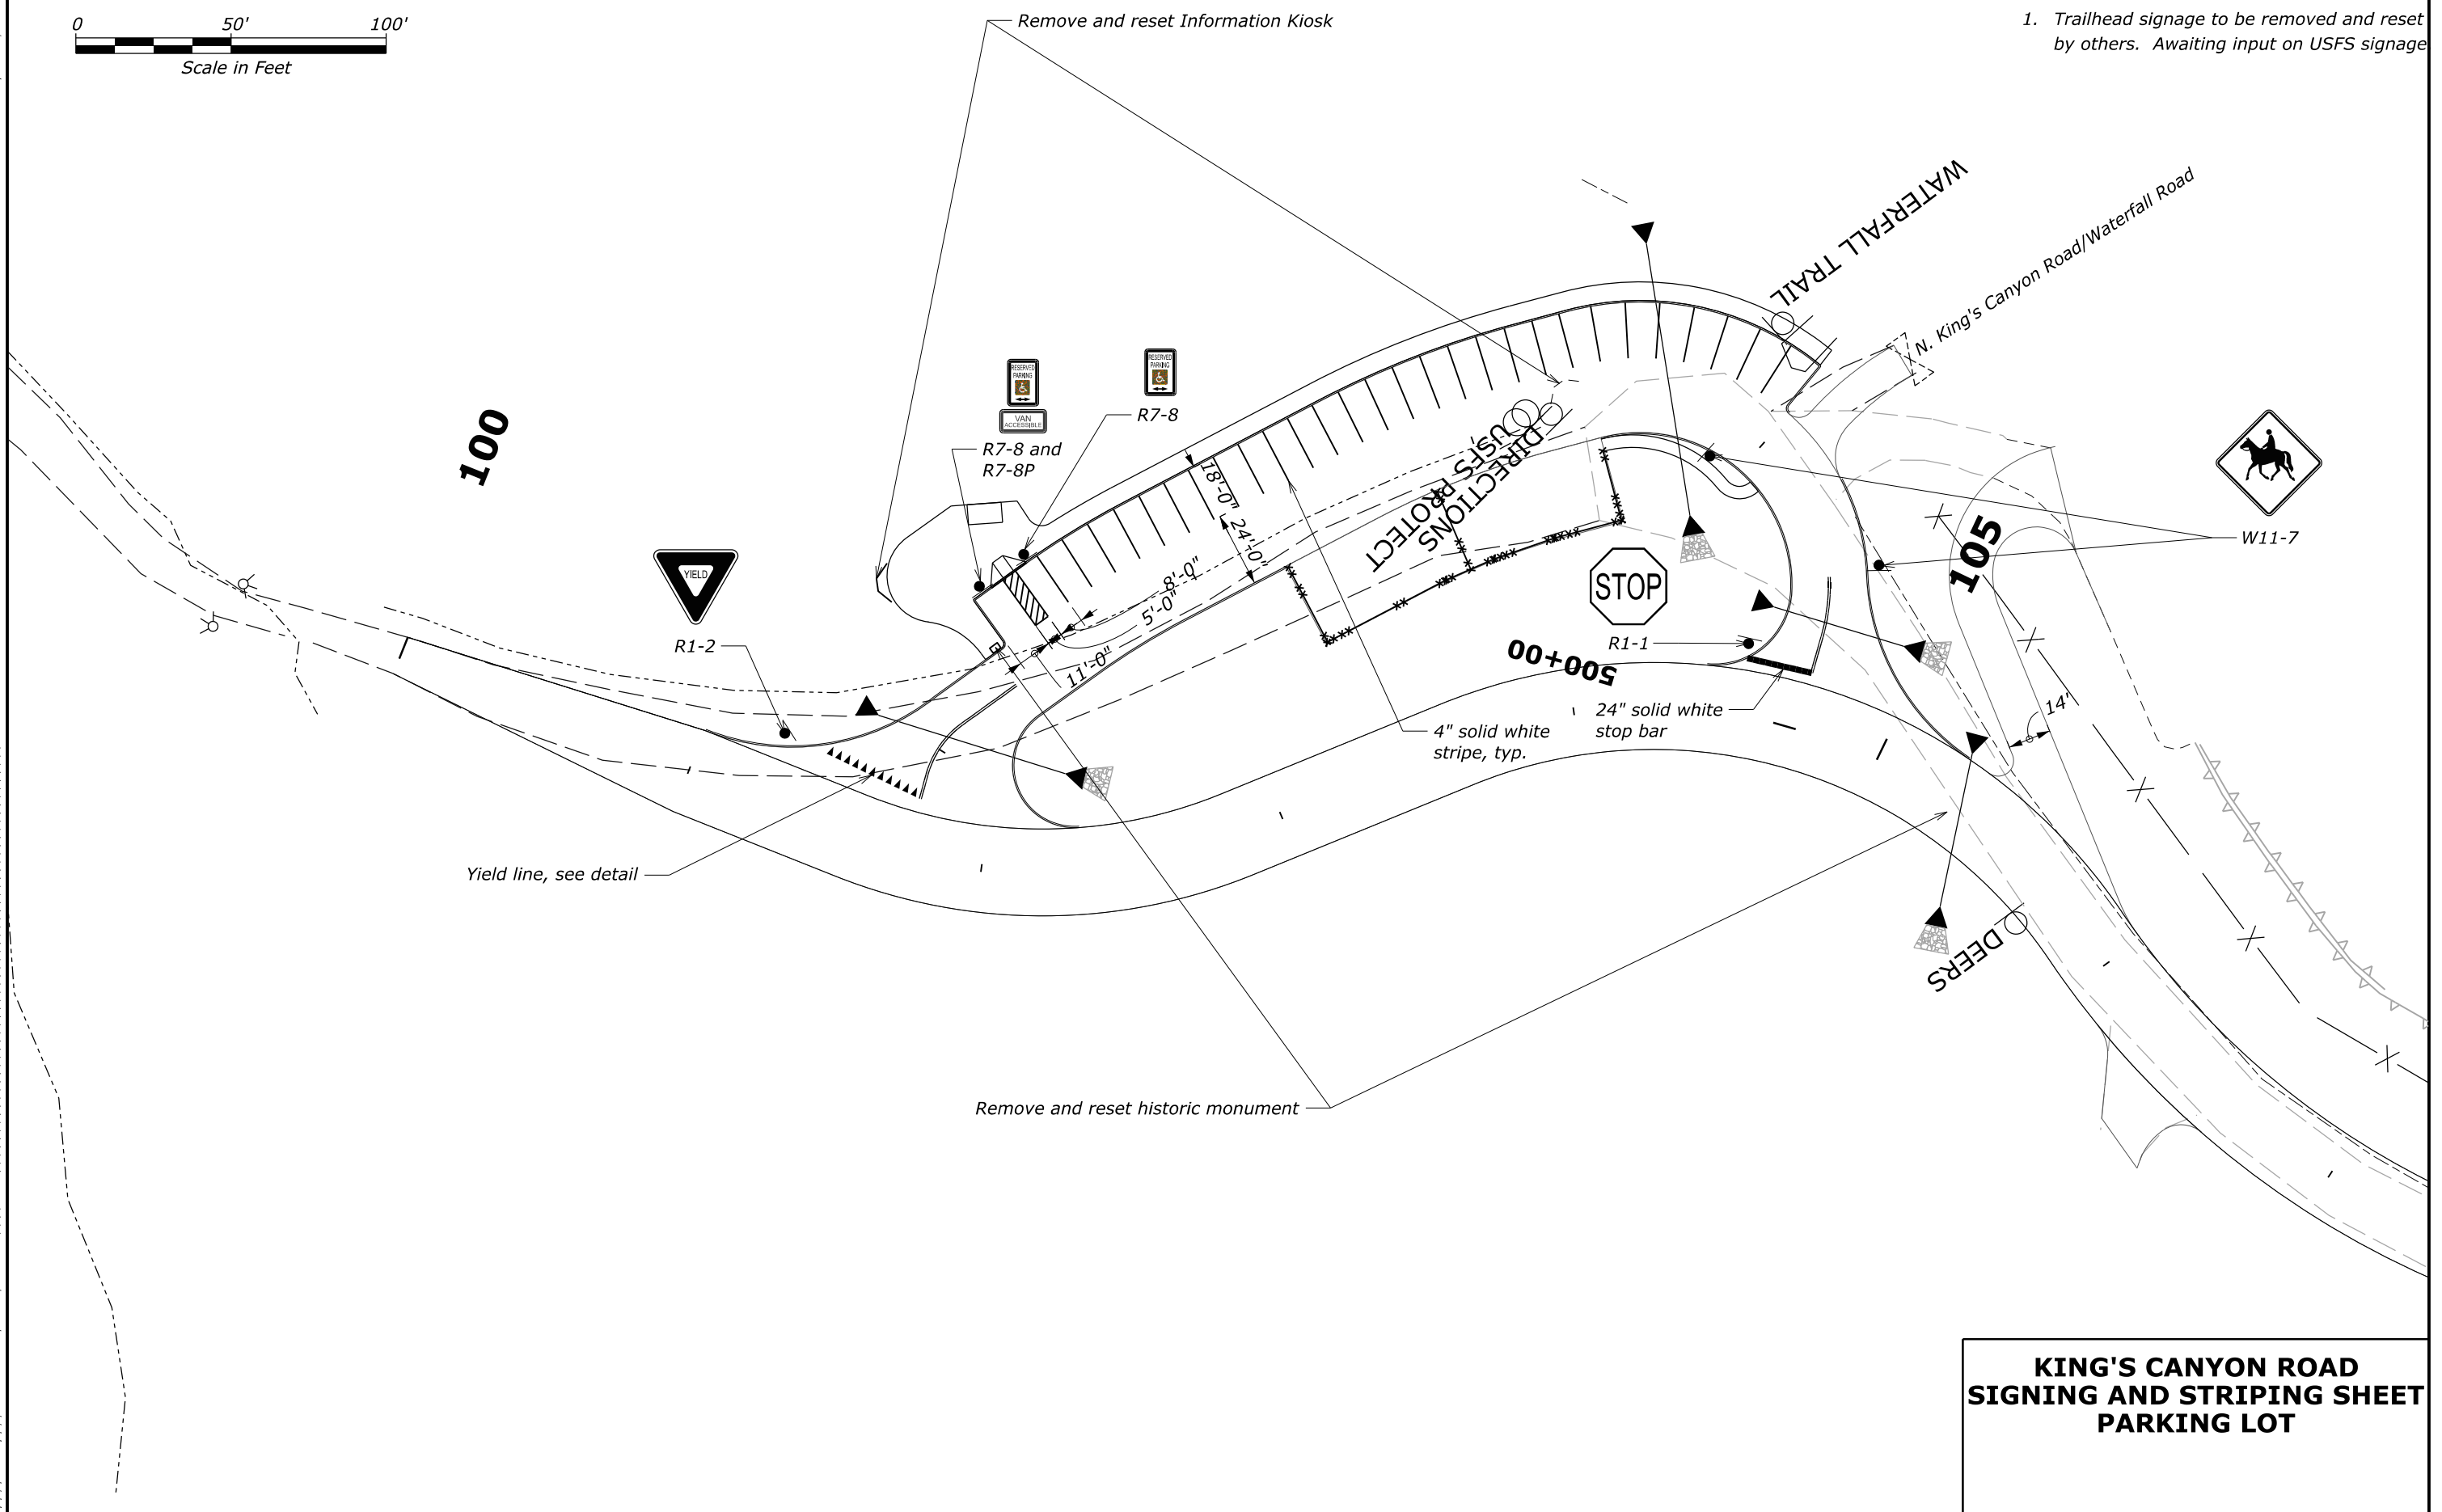 0 50' 100'
Scale in Feet
Remove and reset Information Kiosk
1. Trailhead signage to be removed and reset
by others. Awaiting input on USFS signage
WATERFALL TRAIL
N. King's Canyon Road/Waterfall Road
100
RESERVED
PARKING
VAN
ACCESSIBLE
RESERVED
PARKING
R7-8
R7-8 and
R7-8P
18'-0"
24'-0"
USFS PROTECT
DIRECTIONS
105
W11-7
YIELD
R1-2
8'-0"
5'-0"
11'-0"
STOP
R1-1
500+00
24" solid white
stop bar
4" solid white
stripe, typ.
14'
Yield line, see detail
DEERS
Remove and reset historic monument
KING'S CANYON ROAD
SIGNING AND STRIPING SHEET
PARKING LOT